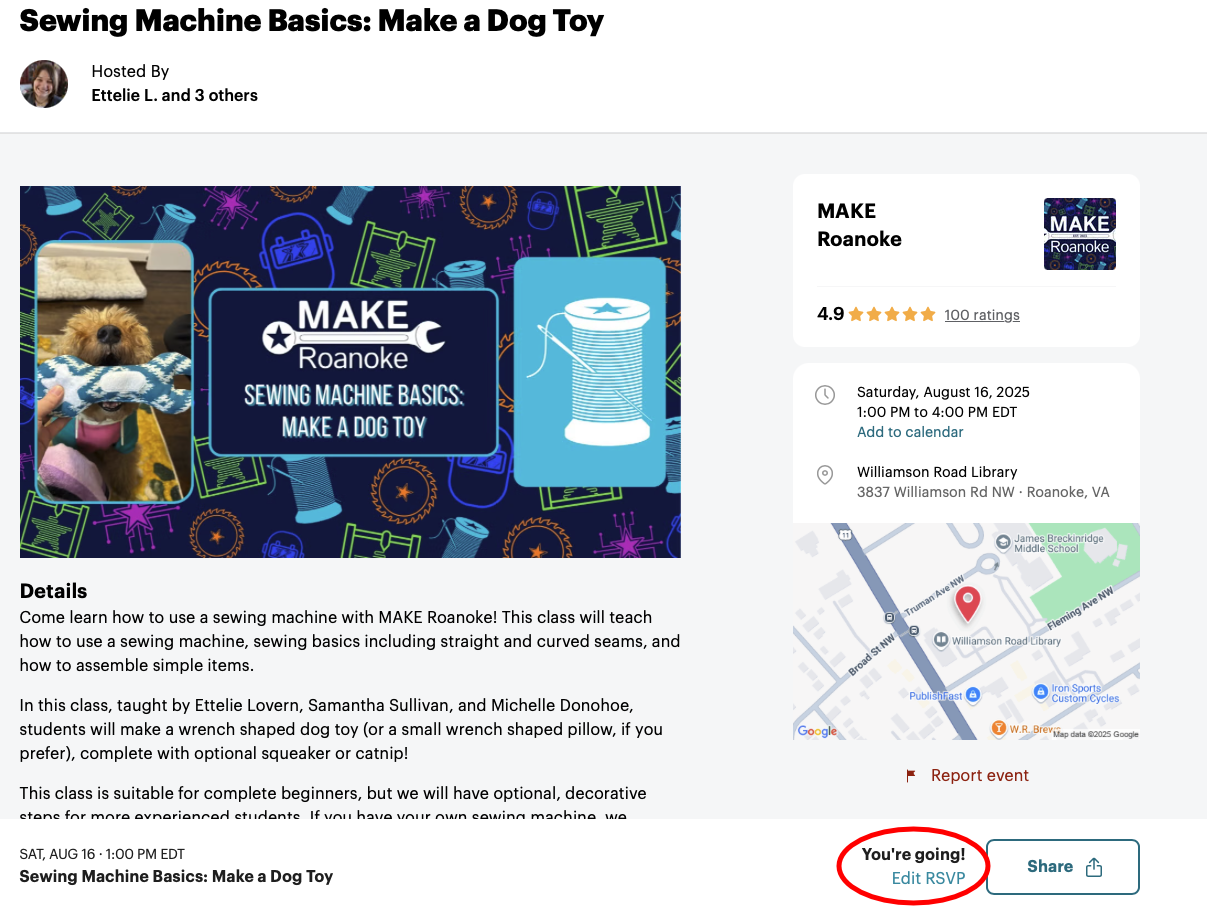 Sewing Machine Basics: Make a Dog Toy
Hosted By
Ettelie L. and 3 others
MAKE
Roanoke
SEWING MACHINE BASICS:
MAKE A DOG TOY
Details
Come learn how to use a sewing machine with MAKE Roanoke! This class will teach
how to use a sewing machine, sewing basics including straight and curved seams, and
how to assemble simple items.
In this class, taught by Ettelie Lovern, Samantha Sullivan, and Michelle Donohoe,
students will make a wrench shaped dog toy (or a small wrench shaped pillow, if you
prefer), complete with optional squeaker or catnip!
This class is suitable for complete beginners, but we will have optional, decorative
steps for more experienced students. If you have your own sewing machine, we
MAKE
Roanoke
MAKE
Roanoke
4.9 100 ratings
Saturday, August 16, 2025
1:00 PM to 4:00 PM EDT
Add to calendar
Williamson Road Library
3837 Williamson Rd NW · Roanoke, VA
11
James Breckinridge
Middle School
Truman Ave NW
Fleming Ave NW
Williamson Road Library
Broad St NW
PublishFast
Iron Sports
Custom Cycles
W.R. Brews
Google
Map data ©2025 Google
Report event
SAT, AUG 16 · 1:00 PM EDT
Sewing Machine Basics: Make a Dog Toy
You're going!
Edit RSVP
Share